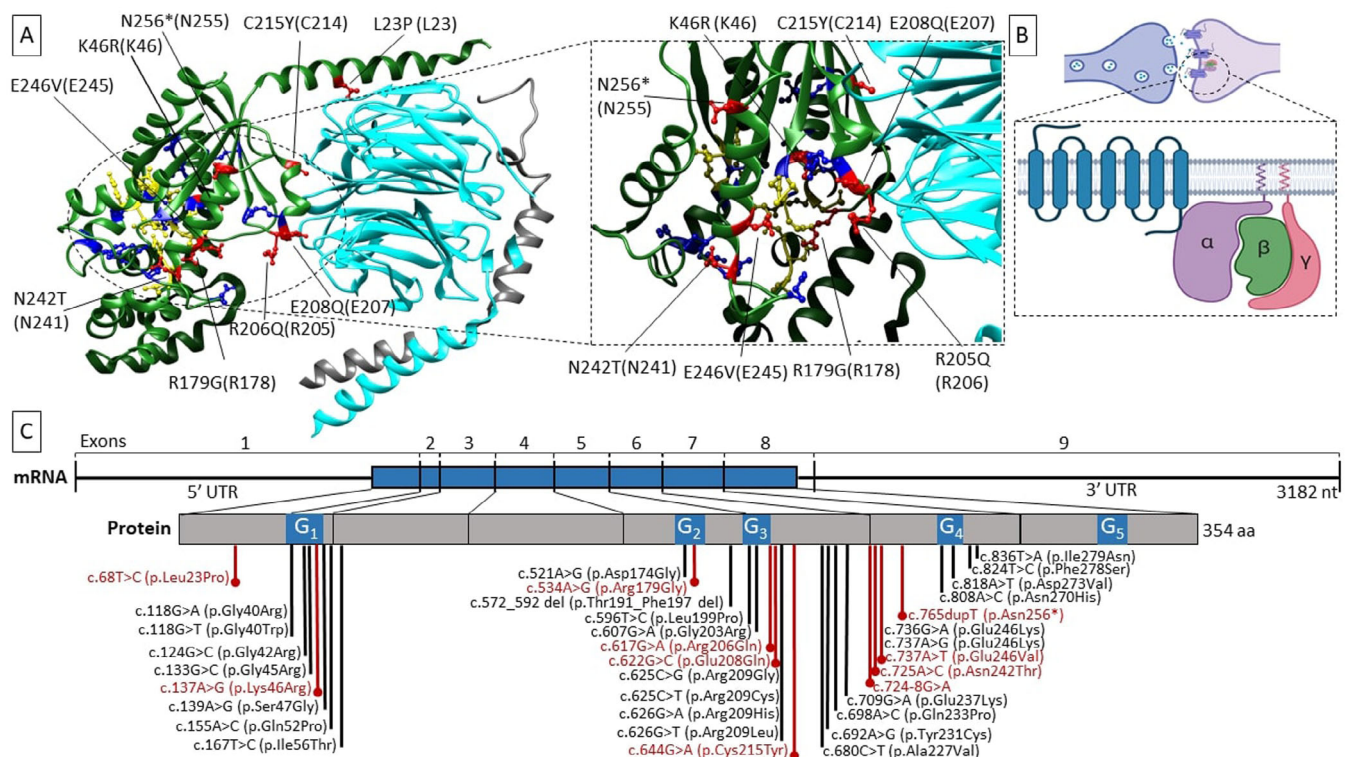 A
N256*(N255)
C215Y(C214)
L23P (L23)
K46R(K46)
E246V(E245)
N242T
(N241)
R179G(R178)
R206Q(R205)
E208Q(E207)
K46R (K46)
C215Y(C214)
E208Q(E207)
N256*
(N255)
N242T(N241)
E246V(E245)
R179G(R178)
R205Q
(R206)
B
α
β
γ
C
Exons
1
2
3
4
5
6
7
8
9
mRNA
5’ UTR
3’ UTR
3182 nt
Protein
G1
G2
G3
G4
G5
354 aa
c.68T>C (p.Leu23Pro)
c.118G>A (p.Gly40Arg)
c.118G>T (p.Gly40Trp)
c.124G>C (p.Gly42Arg)
c.133G>C (p.Gly45Arg)
c.137A>G (p.Lys46Arg)
c.139A>G (p.Ser47Gly)
c.155A>C (p.Gln52Pro)
c.167T>C (p.Ile56Thr)
c.521A>G (p.Asp174Gly)
c.534A>G (p.Arg179Gly)
c.572_592 del (p.Thr191_Phe197 del)
c.596T>C (p.Leu199Pro)
c.607G>A (p.Gly203Arg)
c.617G>A (p.Arg206Gln)
c.622G>C (p.Glu208Gln)
c.625C>G (p.Arg209Gly)
c.625C>T (p.Arg209Cys)
c.626G>A (p.Arg209His)
c.626G>T (p.Arg209Leu)
c.644G>A (p.Cys215Tyr)
c.836T>A (p.Ile279Asn)
c.824T>C (p.Phe278Ser)
c.818A>T (p.Asp273Val)
c.808A>C (p.Asn270His)
c.765dupT (p.Asn256*)
c.736G>A (p.Glu246Lys)
c.737A>G (p.Glu246Lys)
c.737A>T (p.Glu246Val)
c.725A>C (p.Asn242Thr)
c.724-8G>A
c.709G>A (p.Glu237Lys)
c.698A>C (p.Gln233Pro)
c.692A>G (p.Tyr231Cys)
c.680C>T (p.Ala227Val)